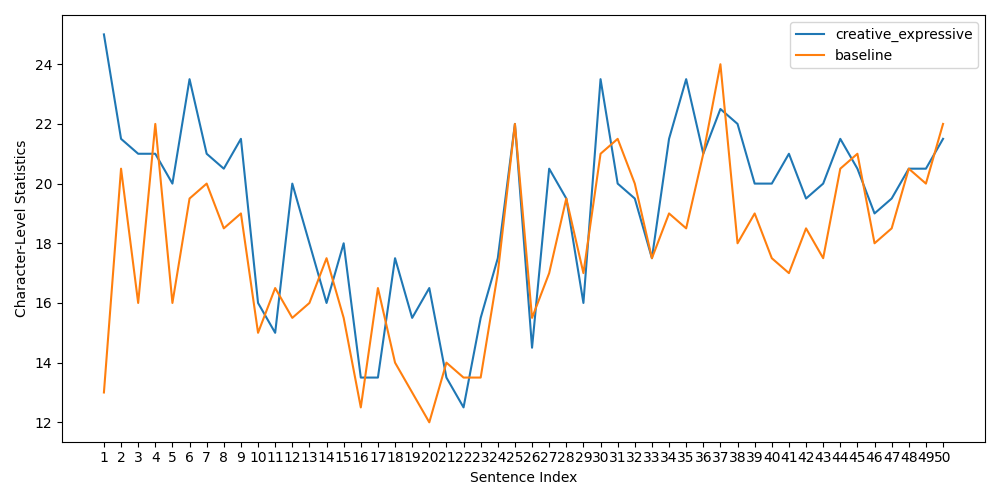 creative_expressive
baseline
Character-Level Statistics
24
22
20
18
16
14
12
1 2 3 4 5 6 7 8 9 10 11 12 13 14 15 16 17 18 19 20 21 22 23 24 25 26 27 28 29 30 31 32 33 34 35 36 37 38 39 40 41 42 43 44 45 46 47 48 49 50
Sentence Index